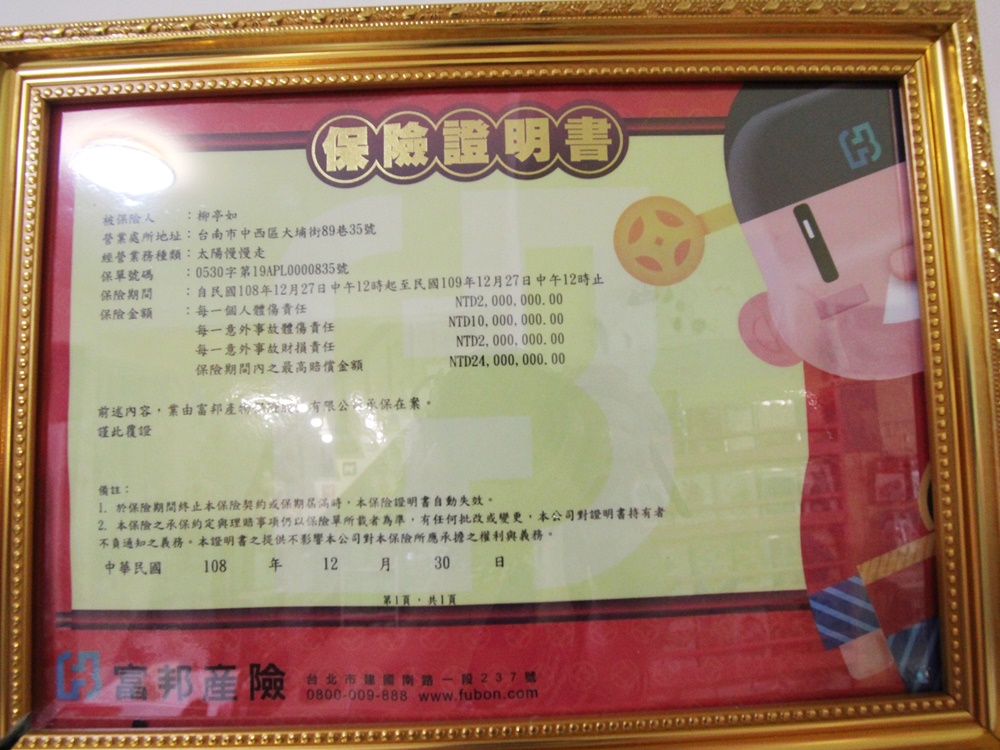 保險證明書
被保險人 ：柳亭如
營業處所地址：台南市中西區大埔街89巷35號
經營業務種類：太陽慢慢走
保單號碼 ：0530字第19APL0000835號
保險期間 ：自民國108年12月27日中午12時起至民國109年12月27日中午12時止
保險金額 ：每一個人體傷責任 NTD2,000,000.00
每一意外事故體傷責任 NTD10,000,000.00
每一意外事故財損責任 NTD2,000,000.00
保險期間內之最高賠償金額 NTD24,000,000.00
前述內容，業由富邦產物保險 有限公司承保在案。
謹此覆證
備註：
1. 於保險期間終止本保險契約或保期屆滿時，本保險證明書自動失效。
2. 本保險之承保約定與理賠事項仍以保險單所載者為準，有任何批改或變更，本公司對證明書持有者
不負通知之義務。本證明書之提供不影響本公司對本保險所應承擔之權利與義務。
中華民國 108 年 12 月 30 日
第1頁，共1頁
富邦產險 台北市建國南路一段237號
0800-009-888 www.fubon.com